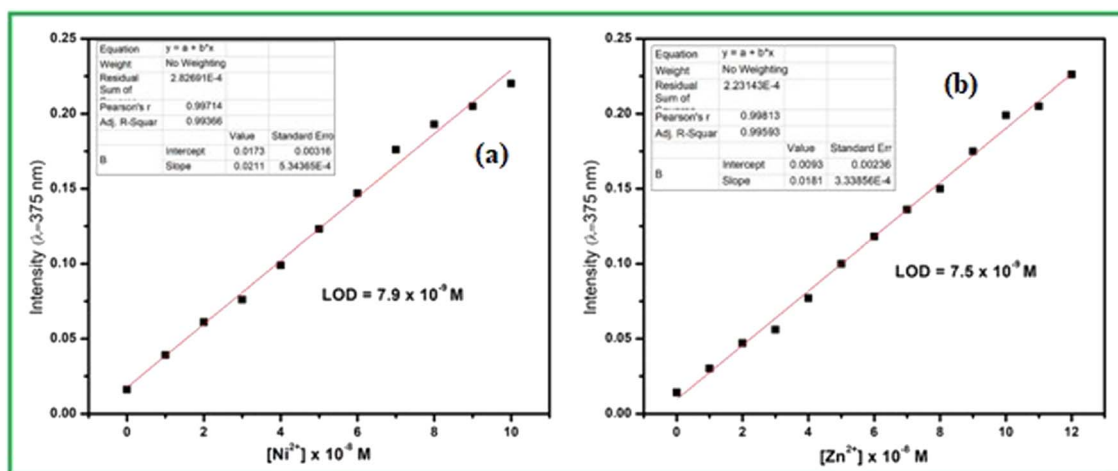 0.25
0.20
0.15
0.10
0.05
0.00
Intensity (λ=375 nm)
Equation y = a + b*x
Weight No Weighting
Residual 2.82691E-4
Sum of
Pearson's r 0.99714
Adj. R-Squar 0.99366
Value Standard Erro
B
Intercept 0.0173 0.00316
Slope 0.0211 5.34365E-4
(a)
LOD = 7.9 x 10⁻⁹ M
0 2 4 6 8 10
0.25
0.20
0.15
0.10
0.05
0.00
Intensity (λ=375 nm)
Equation y = a + b*x
Weight No Weighting
Residual 2.23143E-4
Sum of
Pearson's r 0.99813
Adj. R-Squar 0.99593
Value Standard Err
B
Intercept 0.0093 0.00236
Slope 0.0181 3.33856E-4
(b)
LOD = 7.5 x 10⁻⁹ M
0 2 4 6 8 10 12